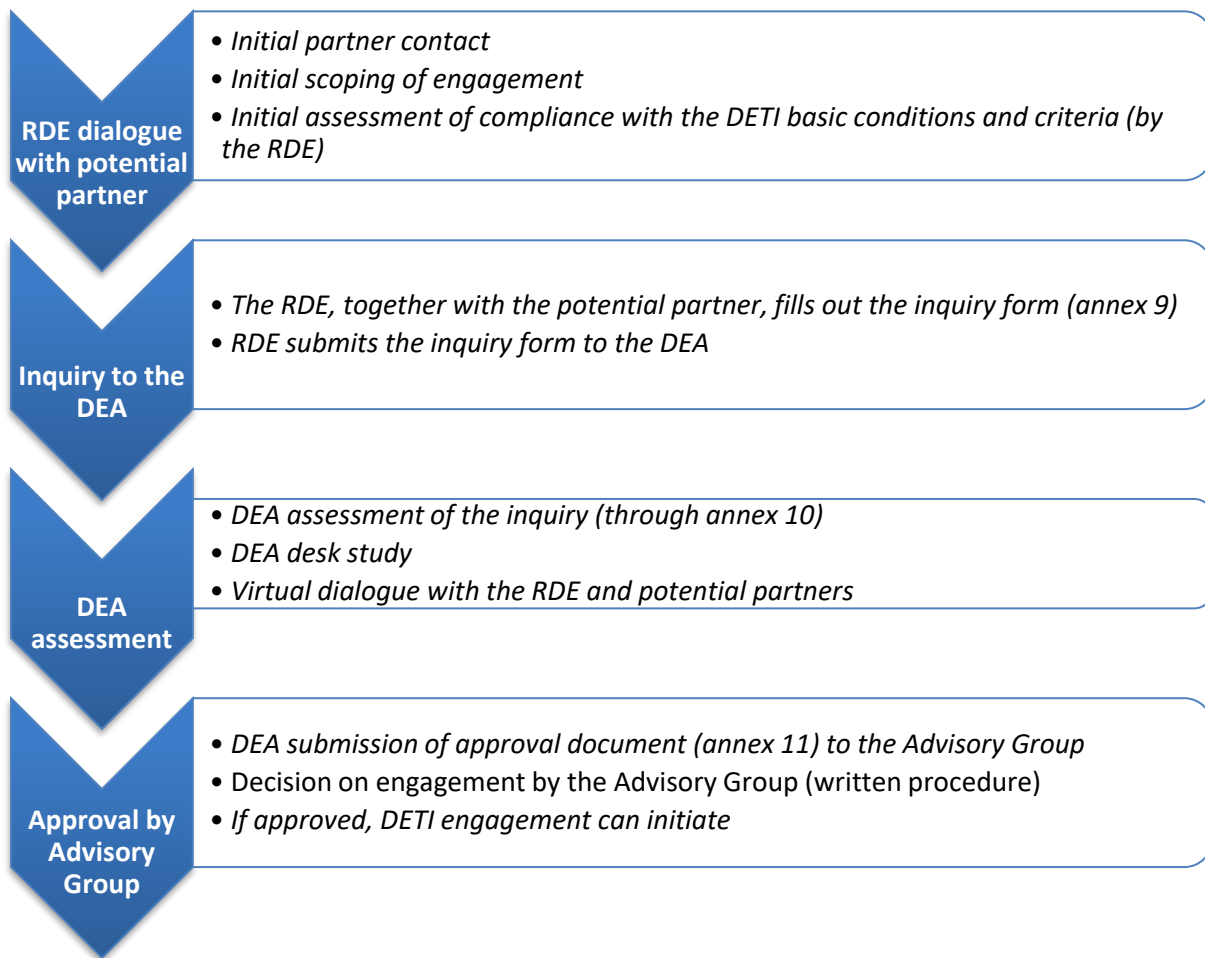 RDE dialogue
with potential
partner
• Initial partner contact
• Initial scoping of engagement
• Initial assessment of compliance with the DETI basic conditions and criteria (by
the RDE)
Inquiry to the
DEA
• The RDE, together with the potential partner, fills out the inquiry form (annex 9)
• RDE submits the inquiry form to the DEA
DEA
assessment
• DEA assessment of the inquiry (through annex 10)
• DEA desk study
• Virtual dialogue with the RDE and potential partners
Approval by
Advisory
Group
• DEA submission of approval document (annex 11) to the Advisory Group
• Decision on engagement by the Advisory Group (written procedure)
• If approved, DETI engagement can initiate